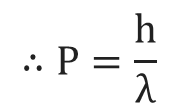 ∴ P = h/λ